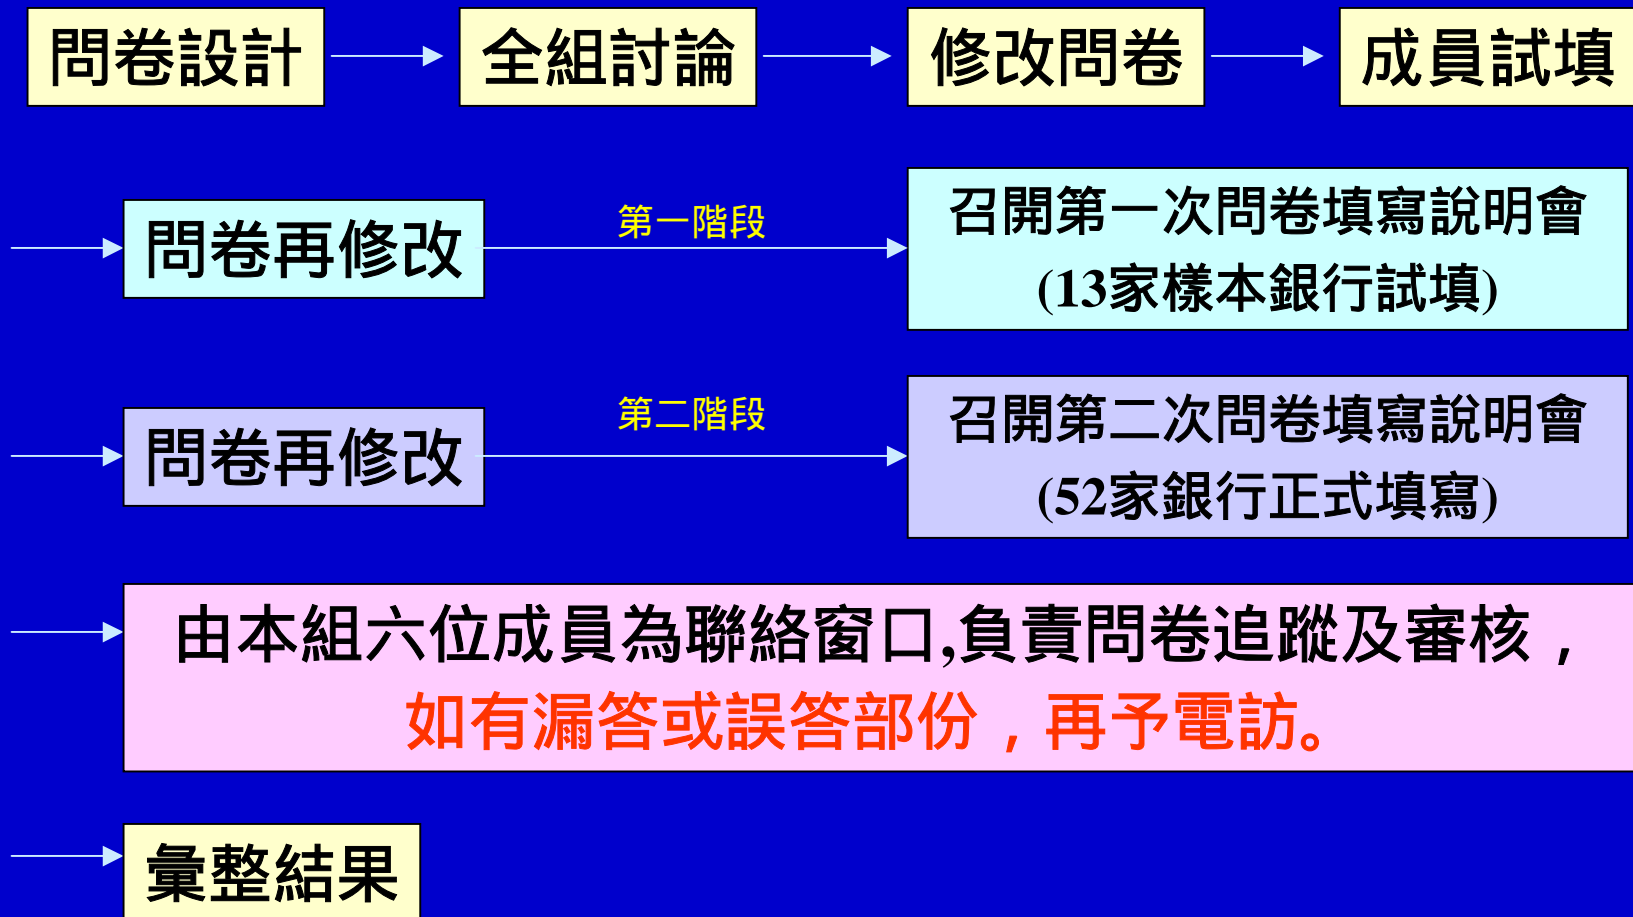 問卷設計
全組討論
修改問卷
成員試填
問卷再修改
第一階段
召開第一次問卷填寫說明會
(13家樣本銀行試填)
問卷再修改
第二階段
召開第二次問卷填寫說明會
(52家銀行正式填寫)
由本組六位成員為聯絡窗口,負責問卷追蹤及審核，
如有漏答或誤答部份，再予電訪。
彙整結果